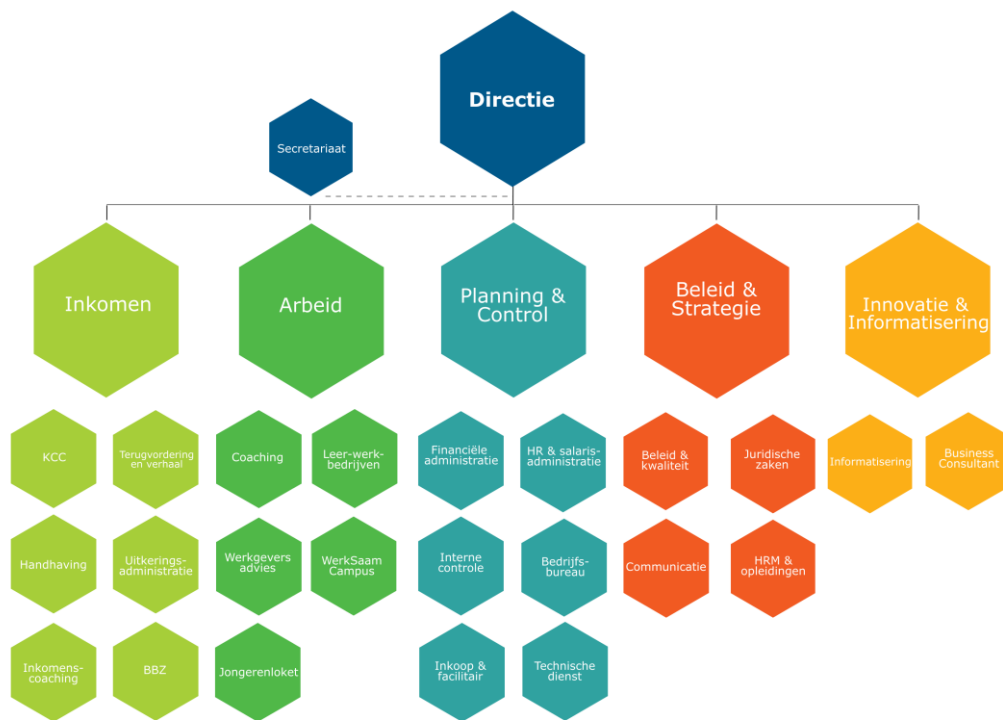 Directie
Secretariaat
Inkomen
Arbeid
Planning &
Control
Beleid &
Strategie
Innovatie &
Informatisering
KCC
Terugvordering
en verhaal
Coaching
Leer-werk-
bedrijven
Financiële
administratie
HR & salaris-
administratie
Beleid &
kwaliteit
Juridische
zaken
Informatisering
Business
Consultant
Handhaving
Uitkerings-
administratie
Werkgevers
advies
WerkSaam
Campus
Interne
controle
Bedrijfs-
bureau
Communicatie
HRM &
opleidingen
Inkomens-
coaching
BBZ
Jongerenloket
Inkoop &
facilitair
Technische
dienst